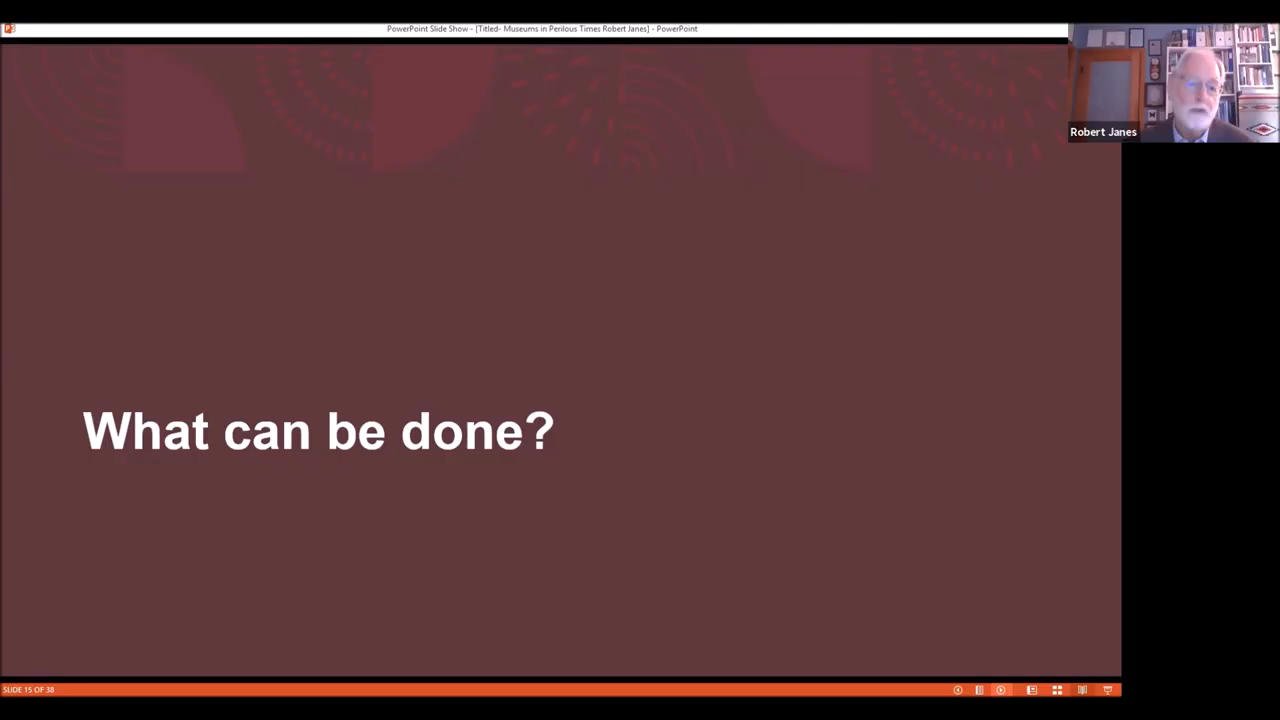 PowerPoint Slide Show - [Titled- Museums in Perilous Times Robert Janes] - PowerPoint
Robert Janes
What can be done?
SLIDE 15 OF 38